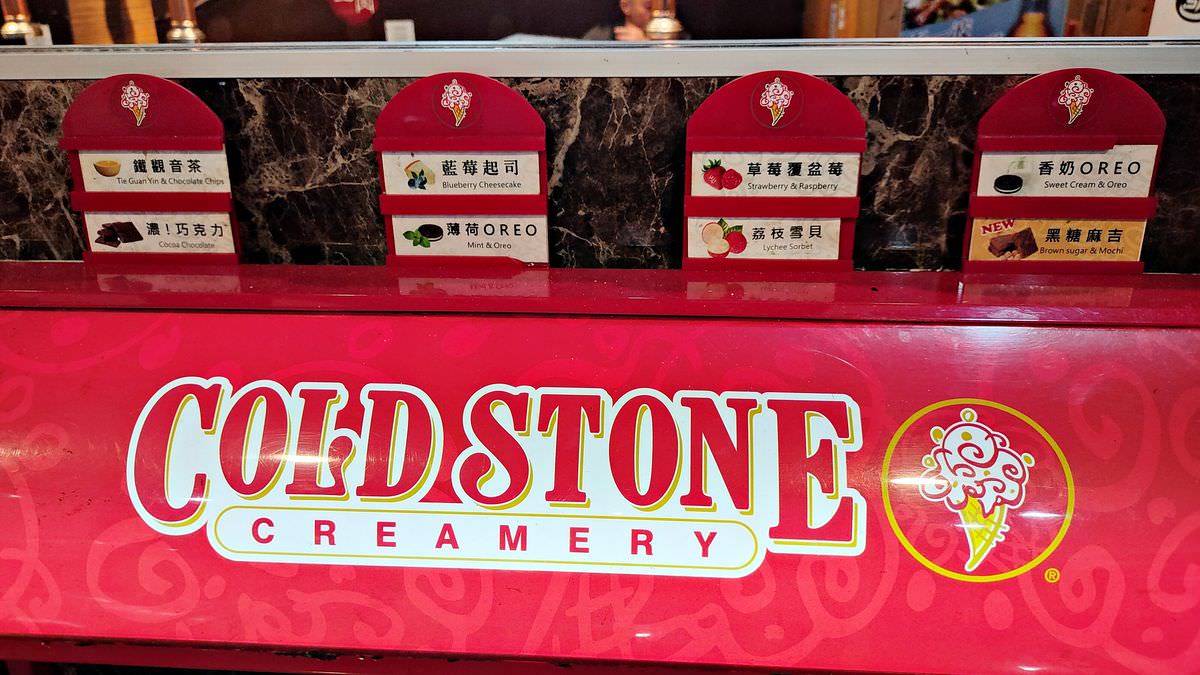 鐵觀音茶
Tie Guan Yin & Chocolate Chips
濃!巧克力
Cocoa Chocolate
藍莓起司
Blueberry Cheesecake
薄荷OREO
Mint & Oreo
草莓覆盆莓
Strawberry & Raspberry
荔枝雪貝
Lychee Sorbet
香奶OREO
Sweet Cream & Oreo
NEW
黑糖麻吉
Brown sugar & Mochi
COLD STONE
CREAMERY
®